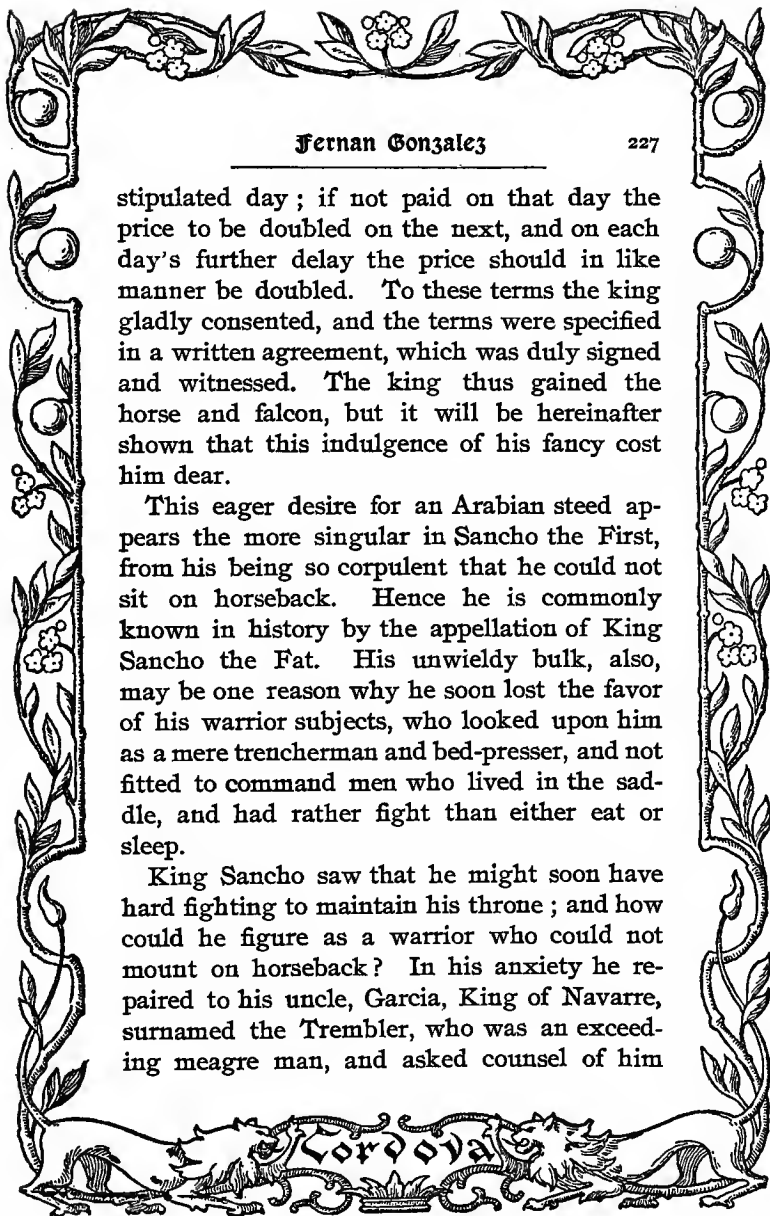 Fernan Gonzalez 227
stipulated day ; if not paid on that day the
price to be doubled on the next, and on each
day's further delay the price should in like
manner be doubled. To these terms the king
gladly consented, and the terms were specified
in a written agreement, which was duly signed
and witnessed. The king thus gained the
horse and falcon, but it will be hereinafter
shown that this indulgence of his fancy cost
him dear.
This eager desire for an Arabian steed ap-
pears the more singular in Sancho the First,
from his being so corpulent that he could not
sit on horseback. Hence he is commonly
known in history by the appellation of King
Sancho the Fat. His unwieldy bulk, also,
may be one reason why he soon lost the favor
of his warrior subjects, who looked upon him
as a mere trencherman and bed-presser, and not
fitted to command men who lived in the sad-
dle, and had rather fight than either eat or
sleep.
King Sancho saw that he might soon have
hard fighting to maintain his throne ; and how
could he figure as a warrior who could not
mount on horseback ? In his anxiety he re-
paired to his uncle, Garcia, King of Navarre,
surnamed the Trembler, who was an exceed-
ing meagre man, and asked counsel of him
Cordova